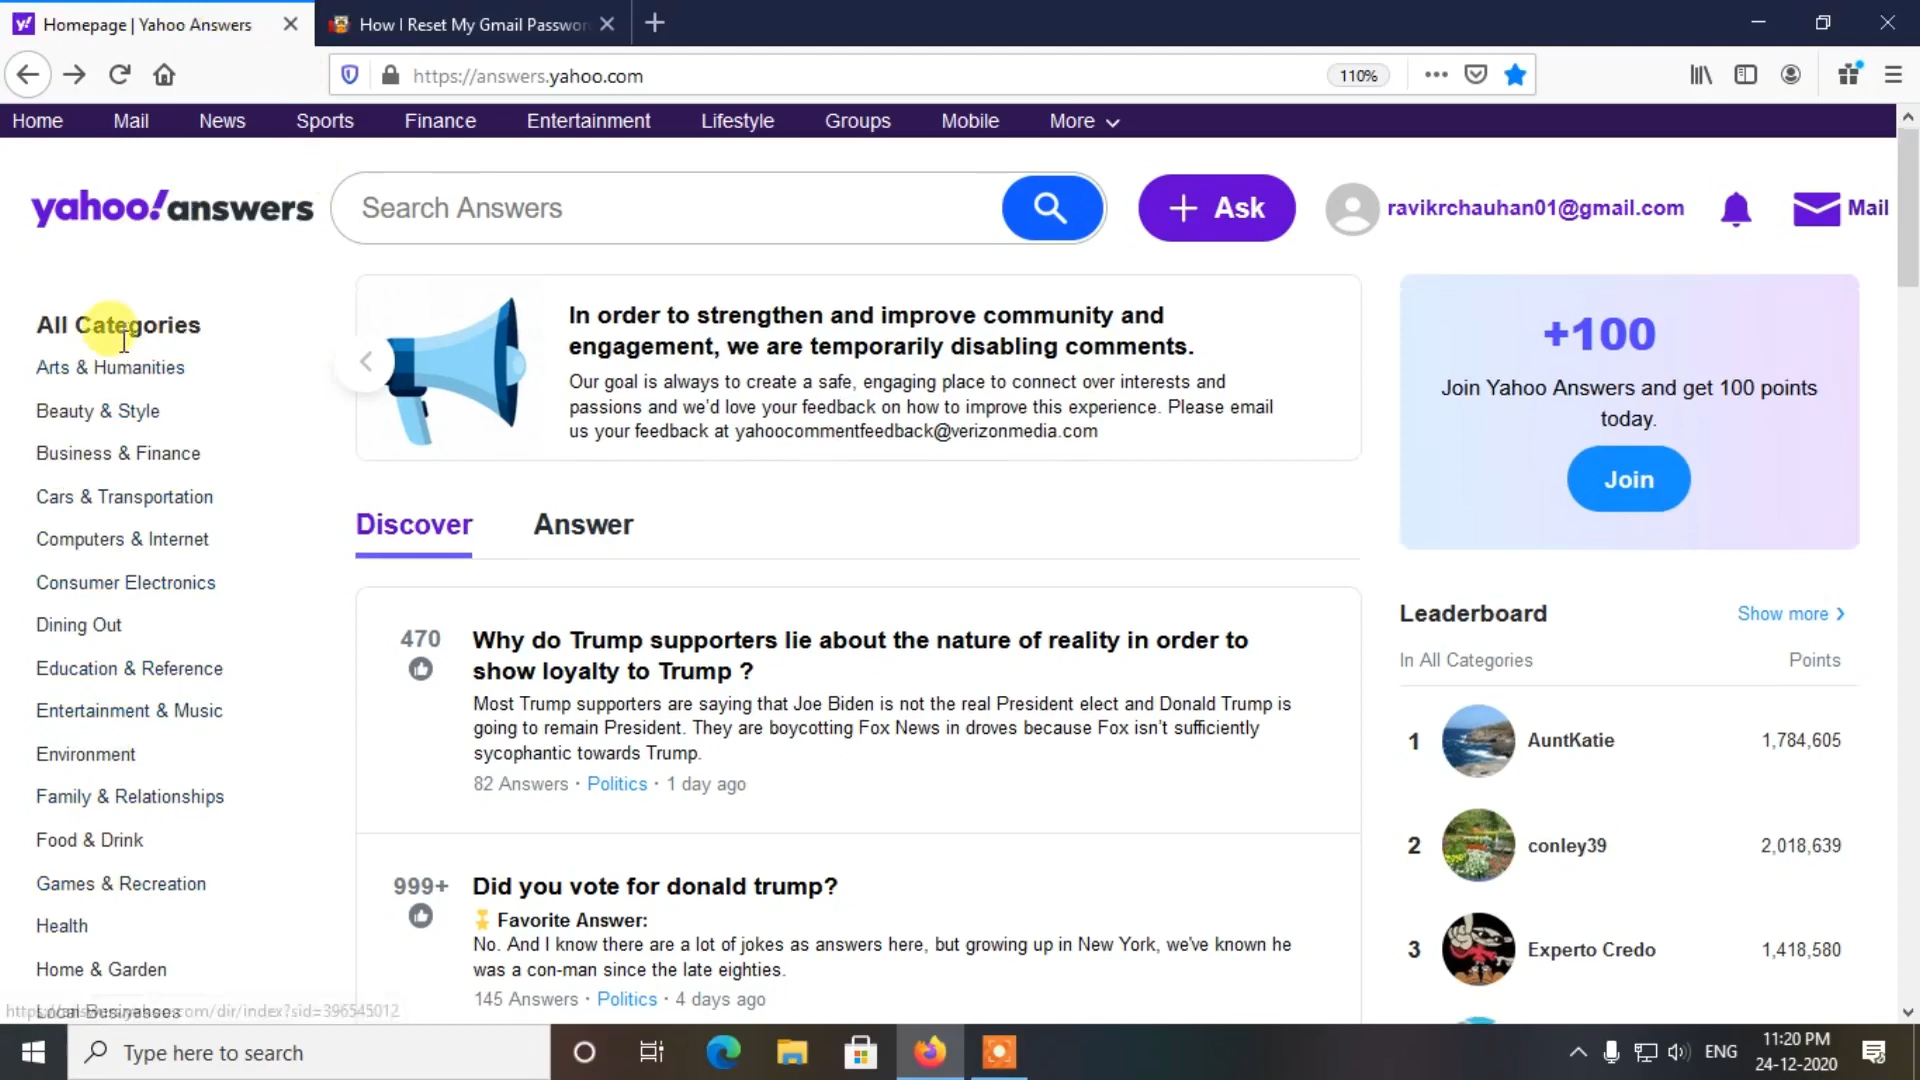 Homepage | Yahoo Answers
How I Reset My Gmail Passwor
https://answers.yahoo.com
110%
Home Mail News Sports Finance Entertainment Lifestyle Groups Mobile More
yahoo!answers
Search Answers
+ Ask
ravikrchauhan01@gmail.com
Mail
All Categories
Arts & Humanities
Beauty & Style
Business & Finance
Cars & Transportation
Computers & Internet
Consumer Electronics
Dining Out
Education & Reference
Entertainment & Music
Environment
Family & Relationships
Food & Drink
Games & Recreation
Health
Home & Garden
Local Businesses
In order to strengthen and improve community and
engagement, we are temporarily disabling comments.
Our goal is always to create a safe, engaging place to connect over interests and
passions and we'd love your feedback on how to improve this experience. Please email
us your feedback at yahoocommentfeedback@verizonmedia.com
Discover Answer
470
Why do Trump supporters lie about the nature of reality in order to
show loyalty to Trump ?
Most Trump supporters are saying that Joe Biden is not the real President elect and Donald Trump is
going to remain President. They are boycotting Fox News in droves because Fox isn't sufficiently
sycophantic towards Trump.
82 Answers · Politics · 1 day ago
999+
Did you vote for donald trump?
Favorite Answer:
No. And I know there are a lot of jokes as answers here, but growing up in New York, we've known he
was a con-man since the late eighties.
145 Answers · Politics · 4 days ago
+100
Join Yahoo Answers and get 100 points
today.
Join
Leaderboard Show more
In All Categories Points
1 AuntKatie 1,784,605
2 conley39 2,018,639
3 Experto Credo 1,418,580
Type here to search
ENG
11:20 PM
24-12-2020